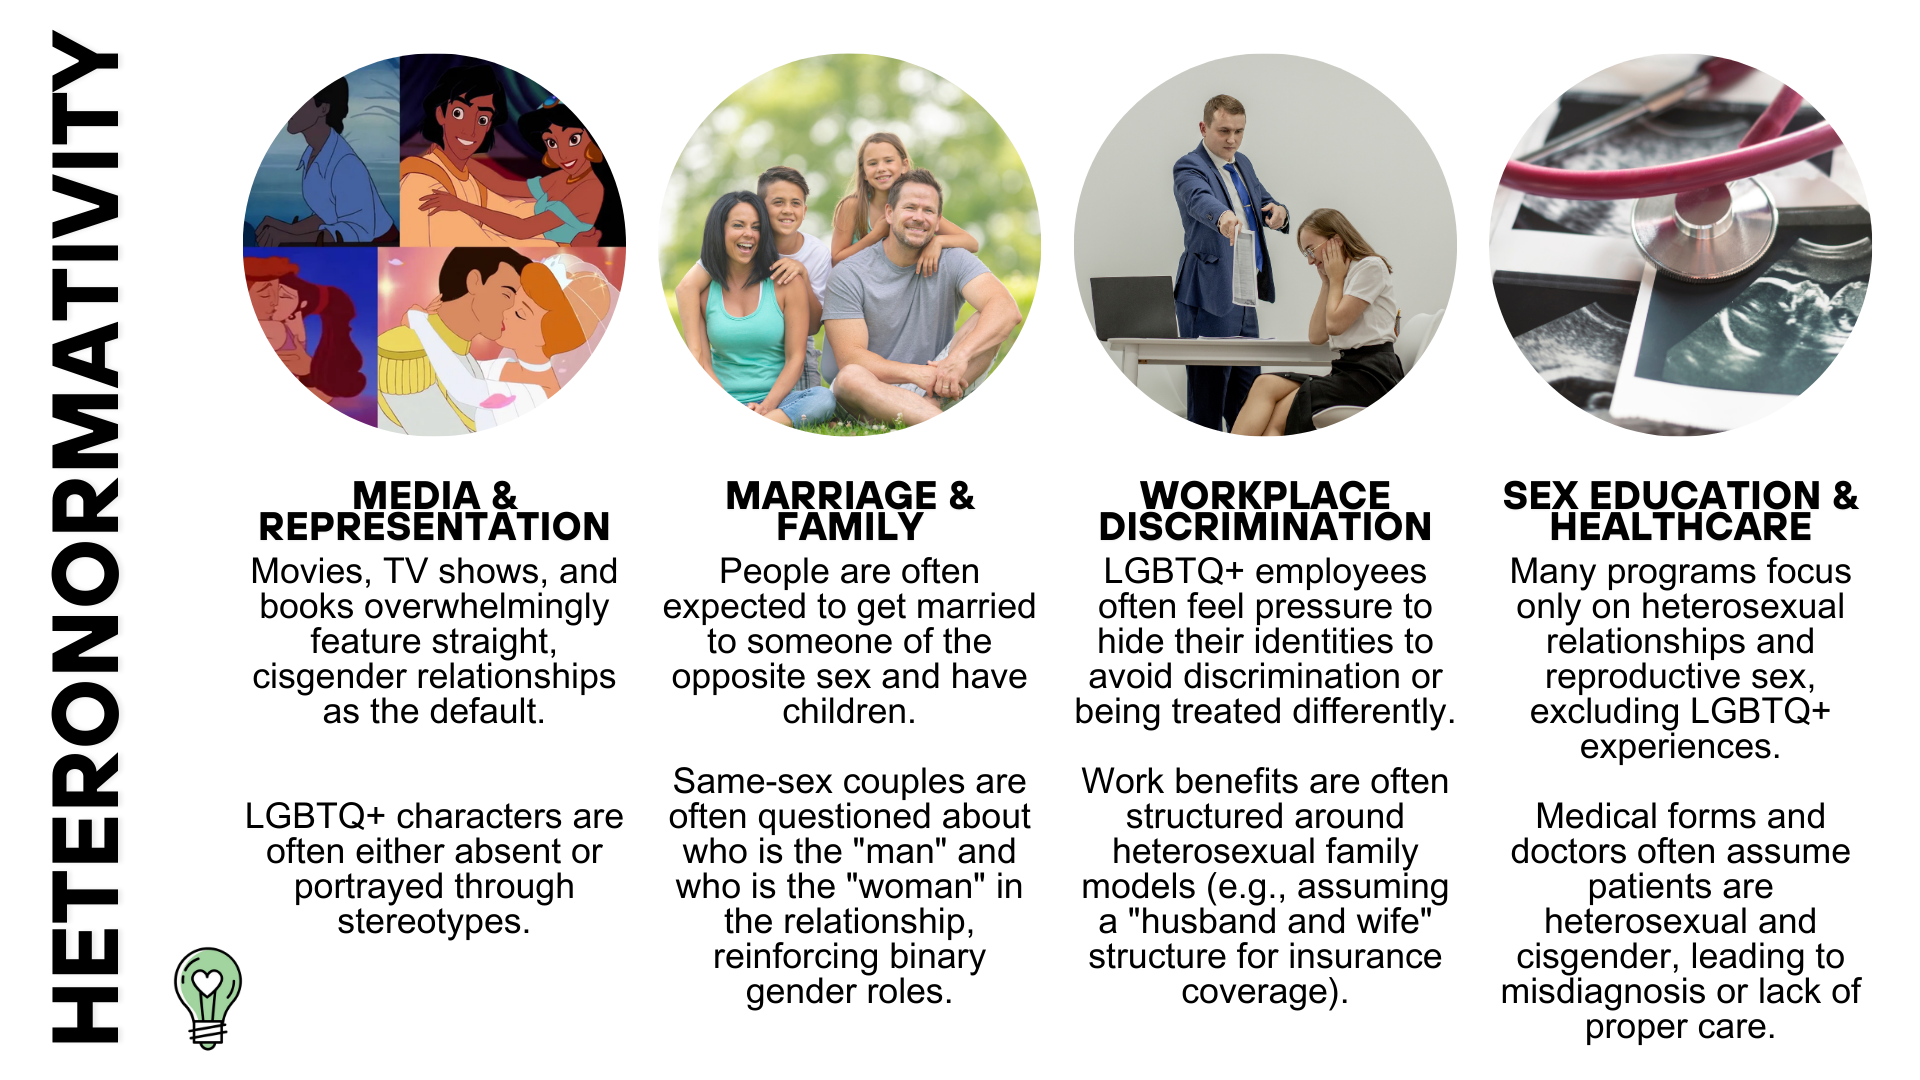 HETERONORMATIVITY
MEDIA &
REPRESENTATION
Movies, TV shows, and
books overwhelmingly
feature straight,
cisgender relationships
as the default.
LGBTQ+ characters are
often either absent or
portrayed through
stereotypes.
MARRIAGE &
FAMILY
People are often
expected to get married
to someone of the
opposite sex and have
children.
Same-sex couples are
often questioned about
who is the "man" and
who is the "woman" in
the relationship,
reinforcing binary
gender roles.
WORKPLACE
DISCRIMINATION
LGBTQ+ employees
often feel pressure to
hide their identities to
avoid discrimination or
being treated differently.
Work benefits are often
structured around
heterosexual family
models (e.g., assuming
a "husband and wife"
structure for insurance
coverage).
SEX EDUCATION &
HEALTHCARE
Many programs focus
only on heterosexual
relationships and
reproductive sex,
excluding LGBTQ+
experiences.
Medical forms and
doctors often assume
patients are
heterosexual and
cisgender, leading to
misdiagnosis or lack of
proper care.